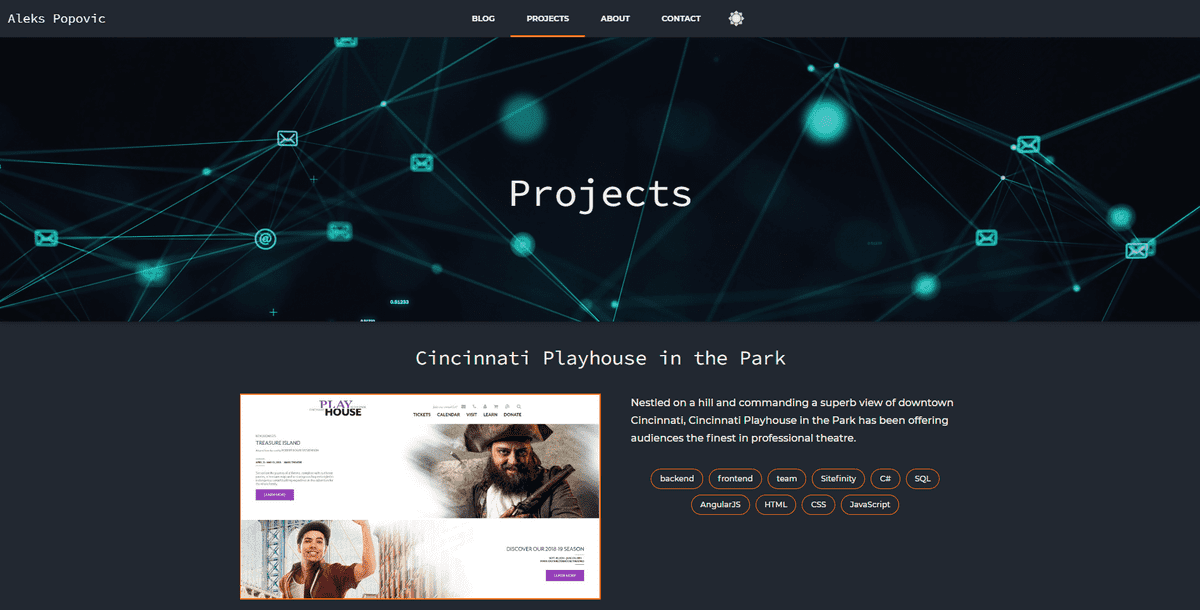 Aleks Popovic
BLOG
PROJECTS
ABOUT
CONTACT
Projects
0.81233
Cincinnati Playhouse in the Park
PLAY
HOUSE
TICKETS CALENDAR VISIT LEARN DONATE
TREASURE ISLAND
LEARN MORE
DISCOVER OUR 2018-19 SEASON
LEARN MORE
Nestled on a hill and commanding a superb view of downtown
Cincinnati, Cincinnati Playhouse in the Park has been offering
audiences the finest in professional theatre.
backend
frontend
team
Sitefinity
C#
SQL
AngularJS
HTML
CSS
JavaScript